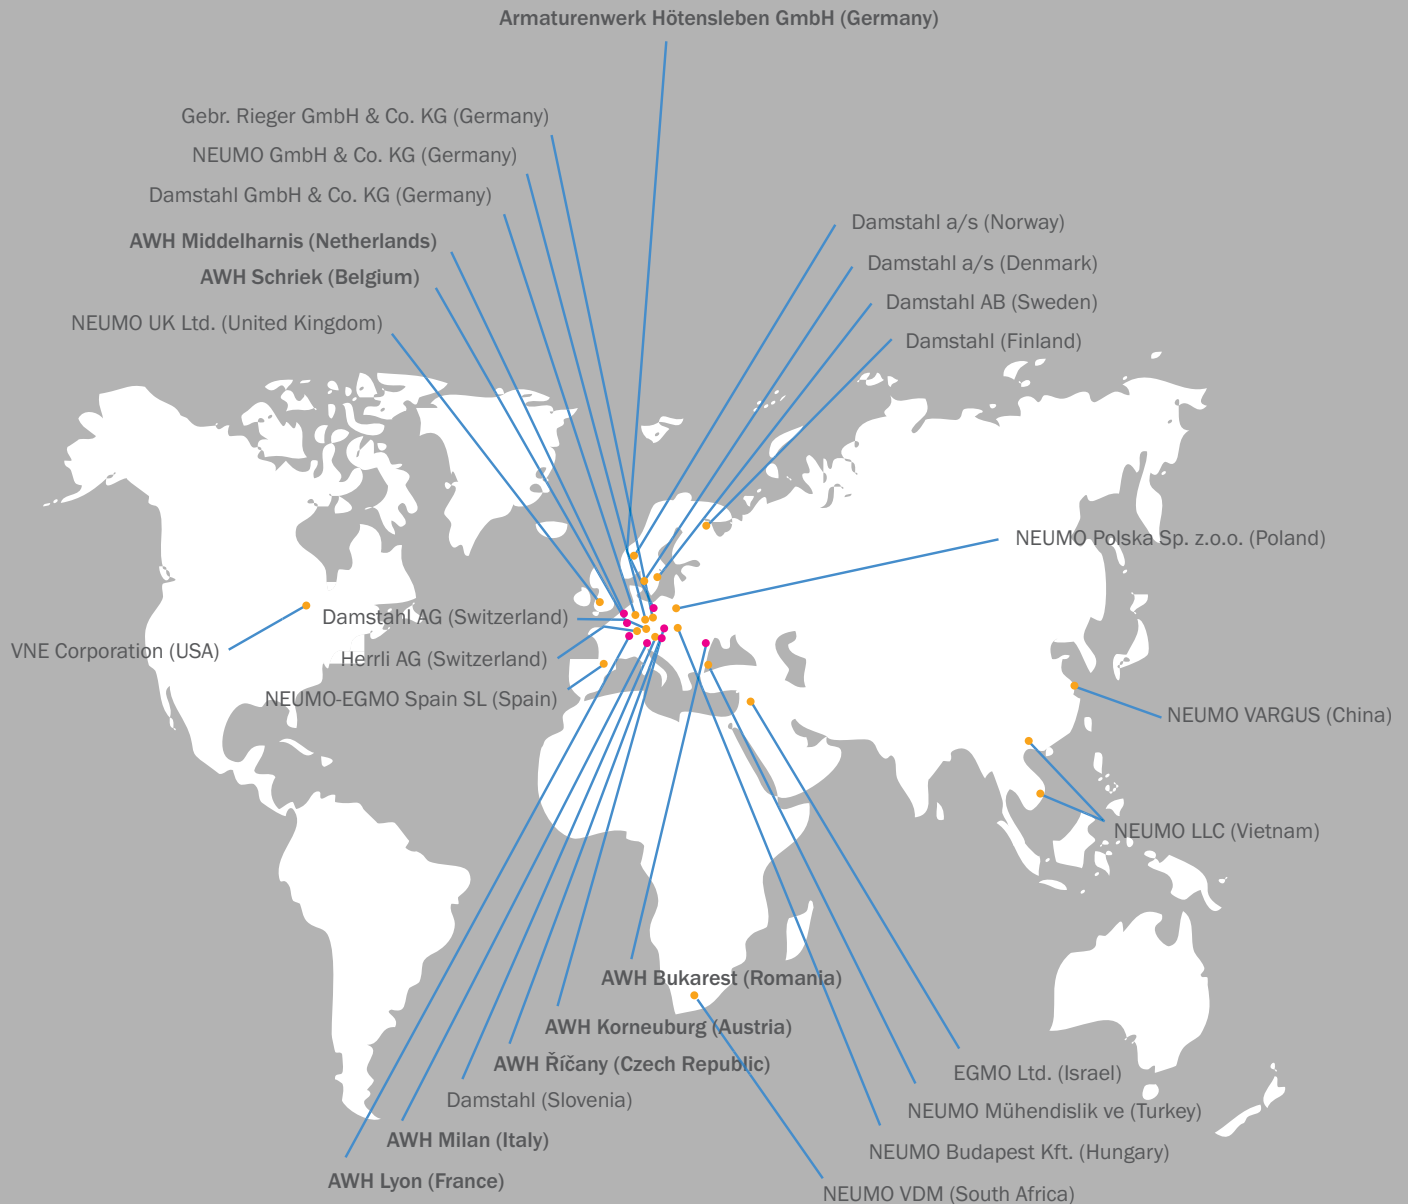 Armaturenwerk Hötensleben GmbH (Germany)
Gebr. Rieger GmbH & Co. KG (Germany)
NEUMO GmbH & Co. KG (Germany)
Damstahl GmbH & Co. KG (Germany)
AWH Middelharnis (Netherlands)
AWH Schriek (Belgium)
NEUMO UK Ltd. (United Kingdom)
Damstahl a/s (Norway)
Damstahl a/s (Denmark)
Damstahl AB (Sweden)
Damstahl (Finland)
NEUMO Polska Sp. z.o.o. (Poland)
Damstahl AG (Switzerland)
VNE Corporation (USA)
Herrli AG (Switzerland)
NEUMO-EGMO Spain SL (Spain)
NEUMO VARGUS (China)
NEUMO LLC (Vietnam)
AWH Bukarest (Romania)
AWH Korneuburg (Austria)
AWH Říčany (Czech Republic)
Damstahl (Slovenia)
AWH Milan (Italy)
AWH Lyon (France)
EGMO Ltd. (Israel)
NEUMO Mühendislik ve (Turkey)
NEUMO Budapest Kft. (Hungary)
NEUMO VDM (South Africa)